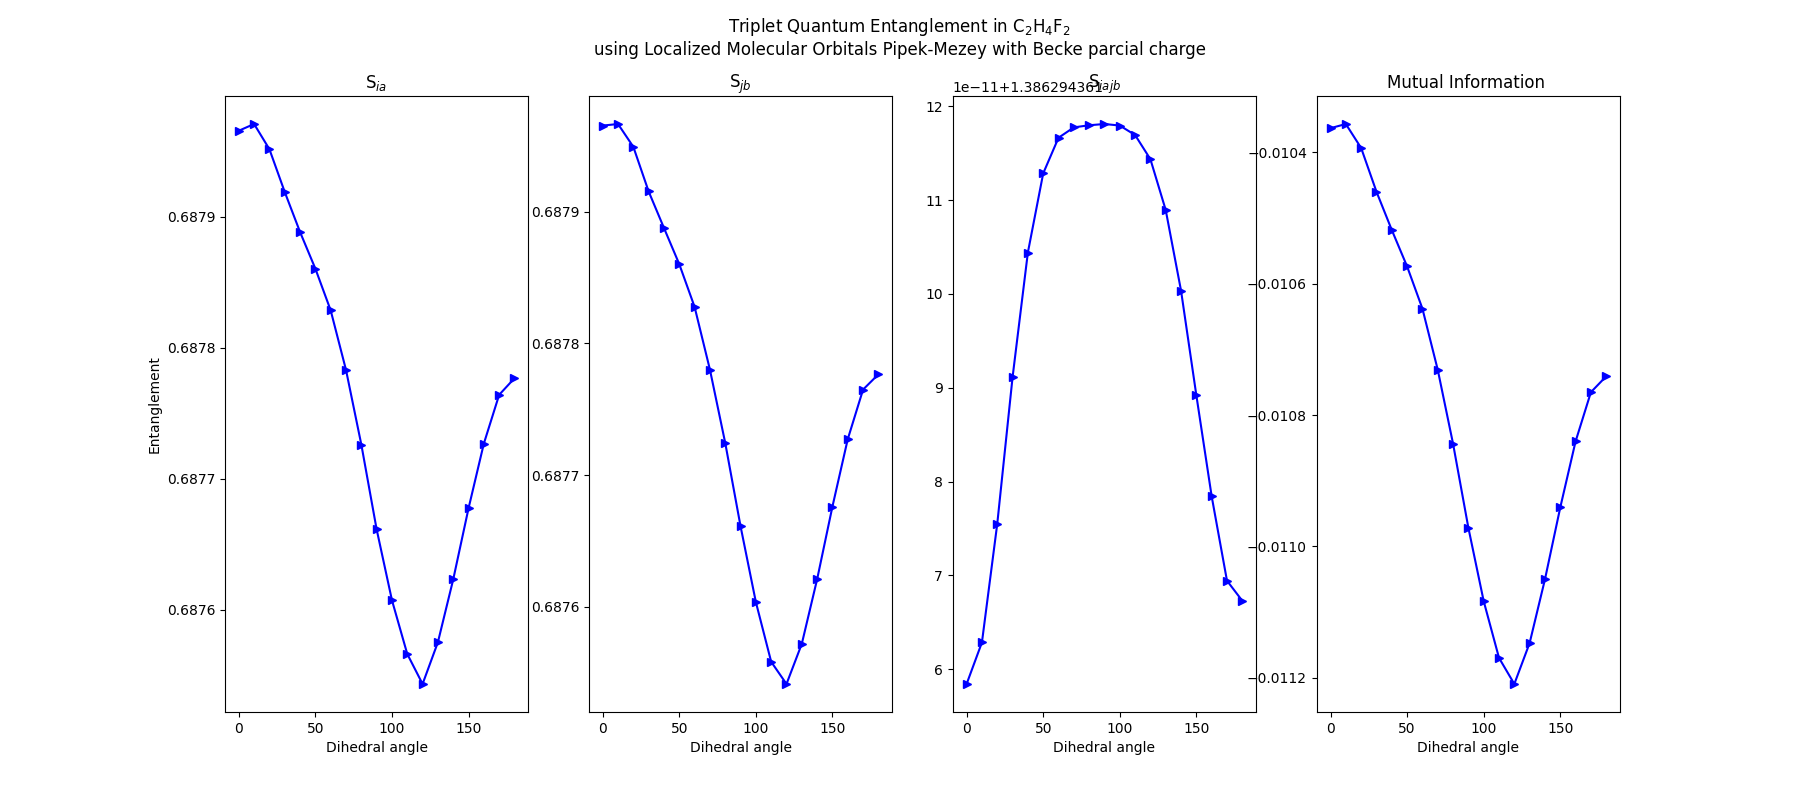 Triplet Quantum Entanglement in C₂H₄F₂
using Localized Molecular Orbitals Pipek-Mezey with Becke parcial charge
S_ia
Entanglement
0.6879
0.6878
0.6877
0.6876
0 50 100 150
Dihedral angle
S_jb
0.6879
0.6878
0.6877
0.6876
0 50 100 150
Dihedral angle
S_iajb
1e−11+1.386294361
12
11
10
9
8
7
6
0 50 100 150
Dihedral angle
Mutual Information
−0.0104
−0.0106
−0.0108
−0.0110
−0.0112
0 50 100 150
Dihedral angle